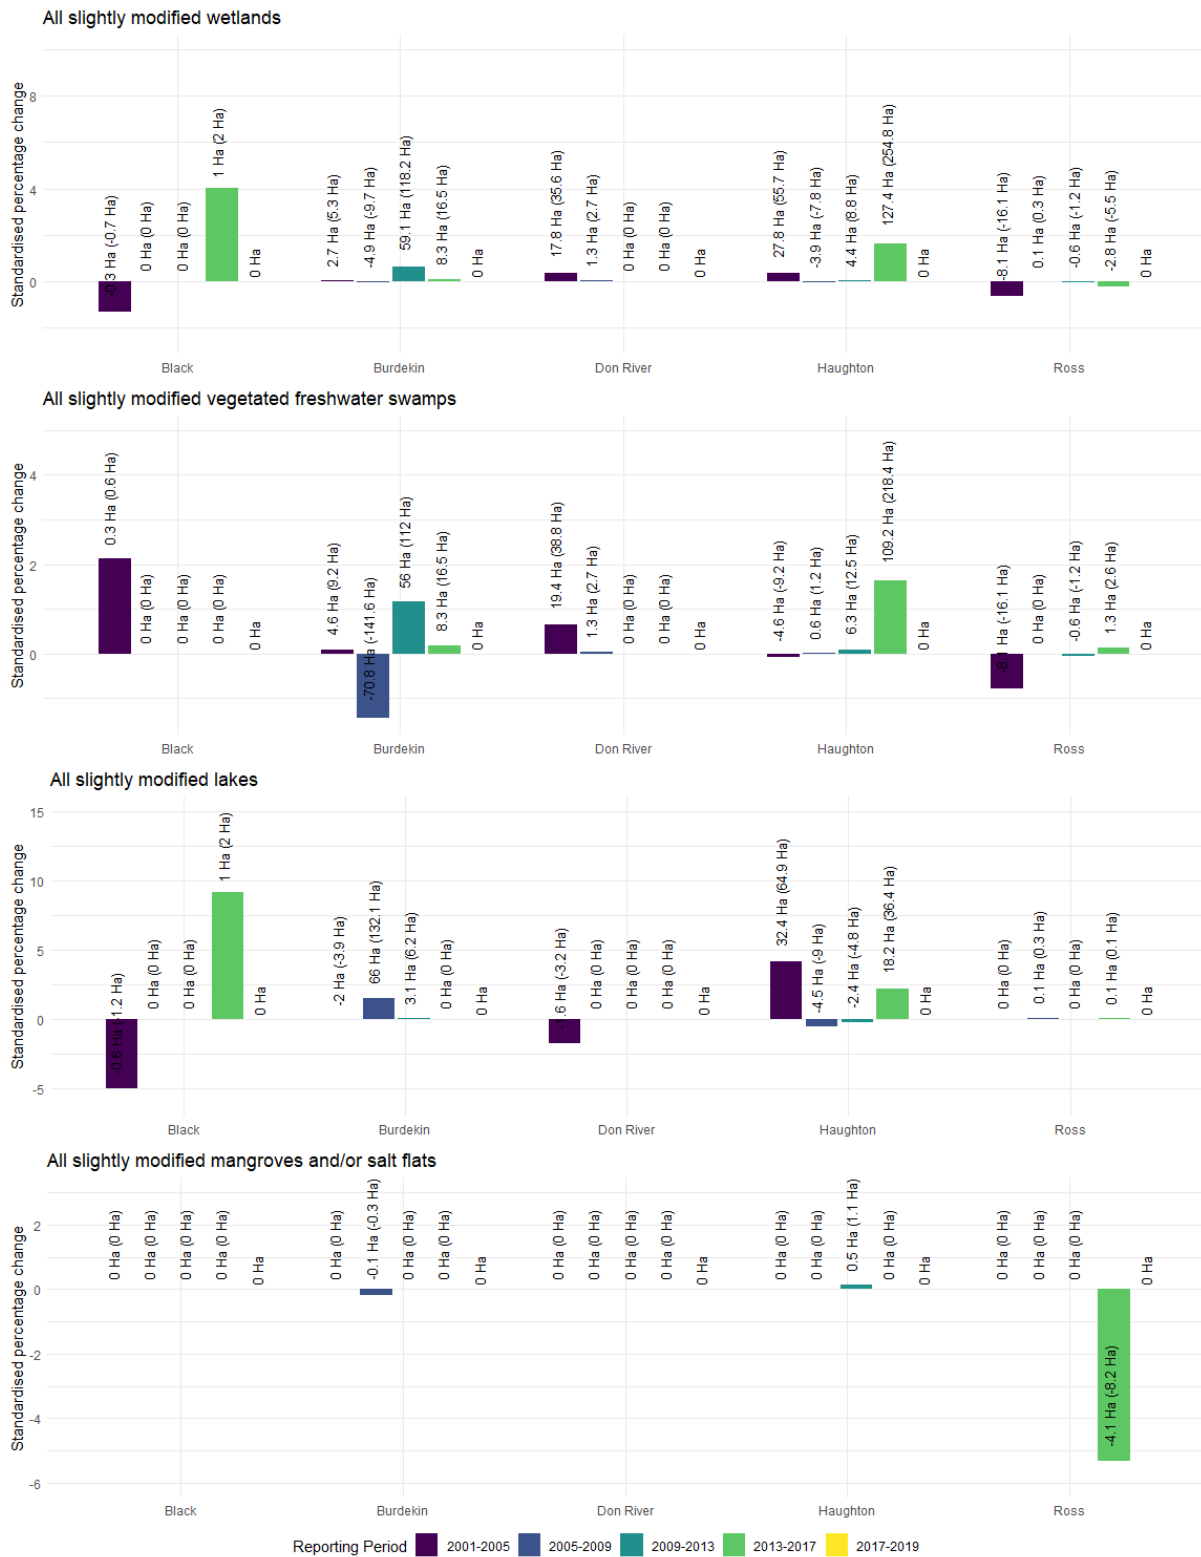 All slightly modified wetlands
Standardised percentage change
8
4
0
-0.3 Ha (-0.7 Ha)
0 Ha (0 Ha)
0 Ha (0 Ha)
1 Ha (2 Ha)
0 Ha
2.7 Ha (5.3 Ha)
-4.9 Ha (-9.7 Ha)
59.1 Ha (118.2 Ha)
8.3 Ha (16.5 Ha)
0 Ha
17.8 Ha (35.6 Ha)
1.3 Ha (2.7 Ha)
0 Ha (0 Ha)
0 Ha (0 Ha)
0 Ha
27.8 Ha (55.7 Ha)
-3.9 Ha (-7.8 Ha)
4.4 Ha (8.8 Ha)
127.4 Ha (254.8 Ha)
0 Ha
-8.1 Ha (-16.1 Ha)
0.1 Ha (0.3 Ha)
-0.6 Ha (-1.2 Ha)
-2.8 Ha (-5.5 Ha)
0 Ha
Black Burdekin Don River Haughton Ross
All slightly modified vegetated freshwater swamps
Standardised percentage change
4
2
0
0.3 Ha (0.6 Ha)
0 Ha (0 Ha)
0 Ha (0 Ha)
0 Ha (0 Ha)
0 Ha
4.6 Ha (9.2 Ha)
-70.8 Ha (-141.6 Ha)
56 Ha (112 Ha)
8.3 Ha (16.5 Ha)
0 Ha
19.4 Ha (38.8 Ha)
1.3 Ha (2.7 Ha)
0 Ha (0 Ha)
0 Ha (0 Ha)
0 Ha
-4.6 Ha (-9.2 Ha)
0.6 Ha (1.2 Ha)
6.3 Ha (12.5 Ha)
109.2 Ha (218.4 Ha)
0 Ha
-8.1 Ha (-16.1 Ha)
0 Ha (0 Ha)
-0.6 Ha (-1.2 Ha)
1.3 Ha (2.6 Ha)
0 Ha
Black Burdekin Don River Haughton Ross
All slightly modified lakes
Standardised percentage change
15
10
5
0
-5
-0.6 Ha (-1.2 Ha)
0 Ha (0 Ha)
0 Ha (0 Ha)
1 Ha (2 Ha)
0 Ha
-2 Ha (-3.9 Ha)
66 Ha (132.1 Ha)
3.1 Ha (6.2 Ha)
0 Ha (0 Ha)
0 Ha
-1.6 Ha (-3.2 Ha)
0 Ha (0 Ha)
0 Ha (0 Ha)
0 Ha (0 Ha)
0 Ha
32.4 Ha (64.9 Ha)
-4.5 Ha (-9 Ha)
-2.4 Ha (-4.8 Ha)
18.2 Ha (36.4 Ha)
0 Ha
0 Ha (0 Ha)
0.1 Ha (0.3 Ha)
0 Ha (0 Ha)
0.1 Ha (0.1 Ha)
0 Ha
Black Burdekin Don River Haughton Ross
All slightly modified mangroves and/or salt flats
Standardised percentage change
2
0
-2
-4
-6
0 Ha (0 Ha)
0 Ha (0 Ha)
0 Ha (0 Ha)
0 Ha (0 Ha)
0 Ha
0 Ha (0 Ha)
-0.1 Ha (-0.3 Ha)
0 Ha (0 Ha)
0 Ha (0 Ha)
0 Ha
0 Ha (0 Ha)
0 Ha (0 Ha)
0 Ha (0 Ha)
0 Ha (0 Ha)
0 Ha
0 Ha (0 Ha)
0 Ha (0 Ha)
0.5 Ha (1.1 Ha)
0 Ha (0 Ha)
0 Ha
0 Ha (0 Ha)
0 Ha (0 Ha)
0 Ha (0 Ha)
-4.1 Ha (-8.2 Ha)
0 Ha
Black Burdekin Don River Haughton Ross
Reporting Period 2001-2005 2005-2009 2009-2013 2013-2017 2017-2019